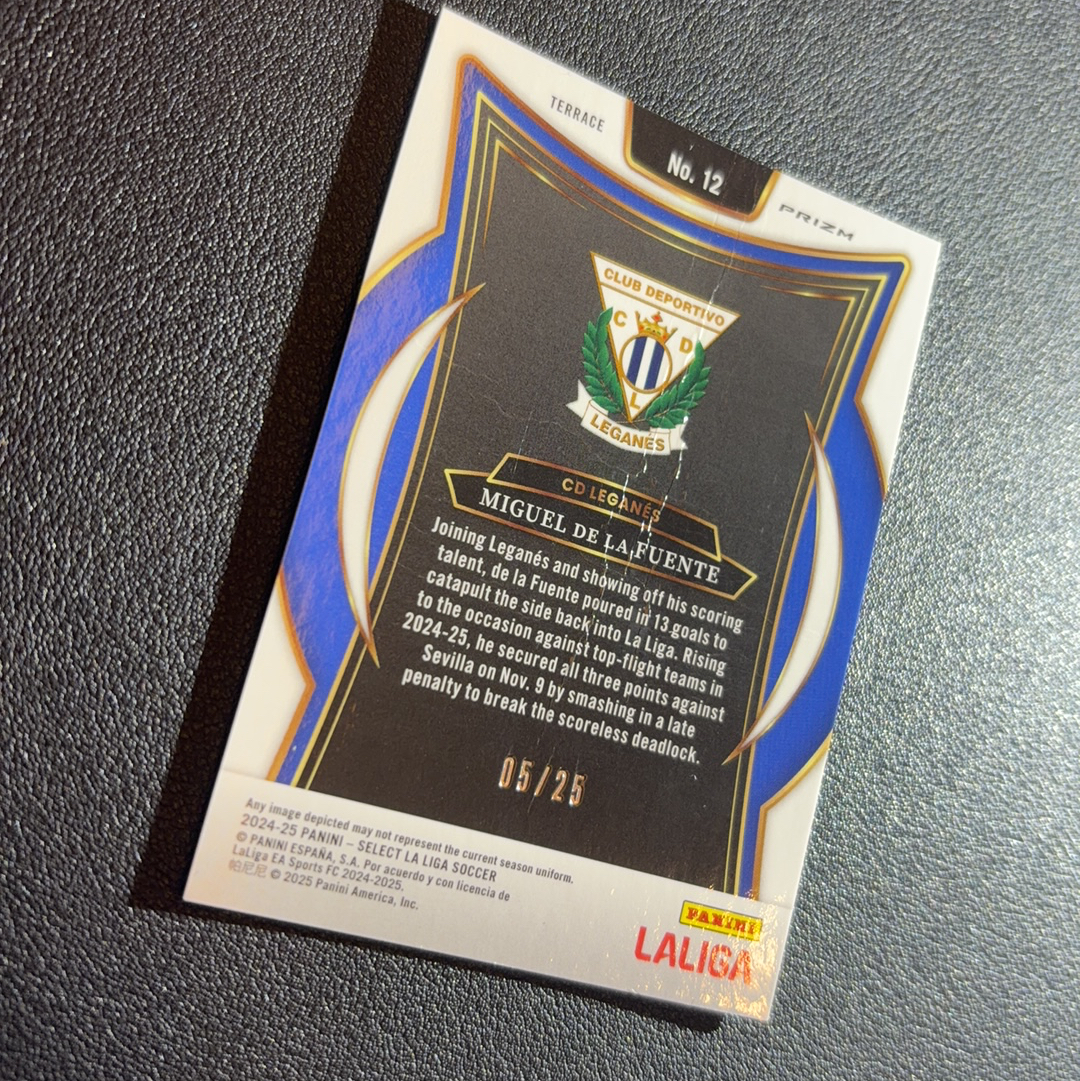 TERRACE
No. 12
PRIZM
CLUB DEPORTIVO
C D
L
LEGANÉS
CD LEGANÉS
MIGUEL DE LA FUENTE
Joining Leganés and showing off his scoring
talent, de la Fuente poured in 13 goals to
catapult the side back into La Liga. Rising
to the occasion against top-flight teams in
2024-25, he secured all three points against
Sevilla on Nov. 9 by smashing in a late
penalty to break the scoreless deadlock.
05/25
Any image depicted may not represent the current season uniform.
2024-25 PANINI – SELECT LA LIGA SOCCER
© PANINI ESPAÑA, S.A. Por acuerdo y con licencia de
LaLiga EA Sports FC 2024-2025.
帕尼尼 © 2025 Panini America, Inc.
PANINI
LALIGA